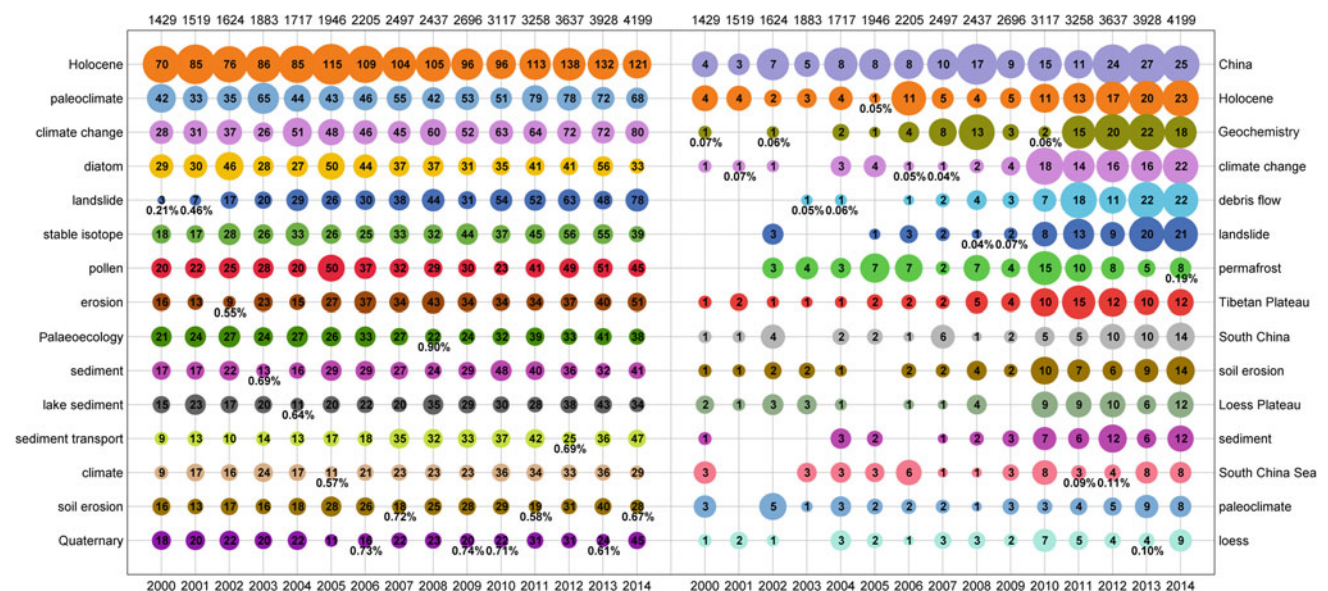 1429 1519 1624 1883 1717 1946 2205 2497 2437 2696 3117 3258 3637 3928 4199 1429 1519 1624 1883 1717 1946 2205 2497 2437 2696 3117 3258 3637 3928 4199
Holocene 70 85 76 86 85 115 109 104 105 96 96 113 138 132 121 4 3 7 5 8 8 8 10 17 9 15 11 24 27 25 China
paleoclimate 42 33 35 65 44 43 46 55 42 53 51 79 78 72 68 4 4 2 3 4 1 11 5 4 5 11 13 17 20 23 Holocene
0.05%
climate change 28 31 37 26 51 48 46 45 60 52 63 64 72 72 80 1 1 2 1 4 8 13 3 2 15 20 22 18 Geochemistry
0.07% 0.06% 0.06%
diatom 29 30 46 28 27 50 44 37 37 31 35 41 41 56 33 1 1 1 3 4 1 1 2 4 18 14 16 16 22 climate change
0.07% 0.05% 0.04%
landslide 3 7 17 20 29 26 30 38 44 31 54 52 63 48 78 1 1 1 2 4 3 7 18 11 22 22 debris flow
0.21% 0.46% 0.05% 0.06%
stable isotope 18 17 28 26 33 26 25 33 32 44 37 45 56 55 39 3 1 3 2 1 2 8 13 9 20 21 landslide
0.04% 0.07%
pollen 20 22 25 28 20 50 37 32 29 30 23 41 49 51 45 3 4 3 7 7 2 7 4 15 10 8 5 8 permafrost
0.19%
erosion 16 13 9 23 15 27 37 34 43 34 34 34 37 40 51 1 2 1 1 1 2 2 2 5 4 10 15 12 10 12 Tibetan Plateau
0.55%
Palaeoecology 21 24 27 24 27 26 33 27 22 24 32 39 33 41 38 1 1 4 2 2 1 6 1 2 5 5 10 10 14 South China
0.90%
sediment 17 17 22 13 16 29 29 27 24 29 48 40 36 32 41 1 1 2 2 1 2 2 4 2 10 7 6 9 14 soil erosion
0.69%
lake sediment 15 23 17 20 11 20 22 20 35 29 30 28 38 43 34 2 1 3 3 1 1 1 4 9 9 10 6 12 Loess Plateau
0.64%
sediment transport 9 13 10 14 13 17 18 35 32 33 37 42 25 36 47 1 3 2 1 2 3 7 6 12 6 12 sediment
0.69%
climate 9 17 16 24 17 11 21 23 23 23 36 34 33 36 29 3 3 3 3 6 1 1 3 8 3 4 8 8 South China Sea
0.57% 0.09% 0.11%
soil erosion 16 13 17 16 18 28 26 18 25 28 29 19 31 40 28 3 5 1 3 2 2 2 1 3 3 4 5 9 8 paleoclimate
0.72% 0.58% 0.67%
Quaternary 18 20 22 20 22 11 16 22 23 20 22 31 31 24 45 1 2 1 3 2 1 3 3 2 7 5 4 4 9 loess
0.73% 0.74% 0.71% 0.61% 0.10%
2000 2001 2002 2003 2004 2005 2006 2007 2008 2009 2010 2011 2012 2013 2014 2000 2001 2002 2003 2004 2005 2006 2007 2008 2009 2010 2011 2012 2013 2014